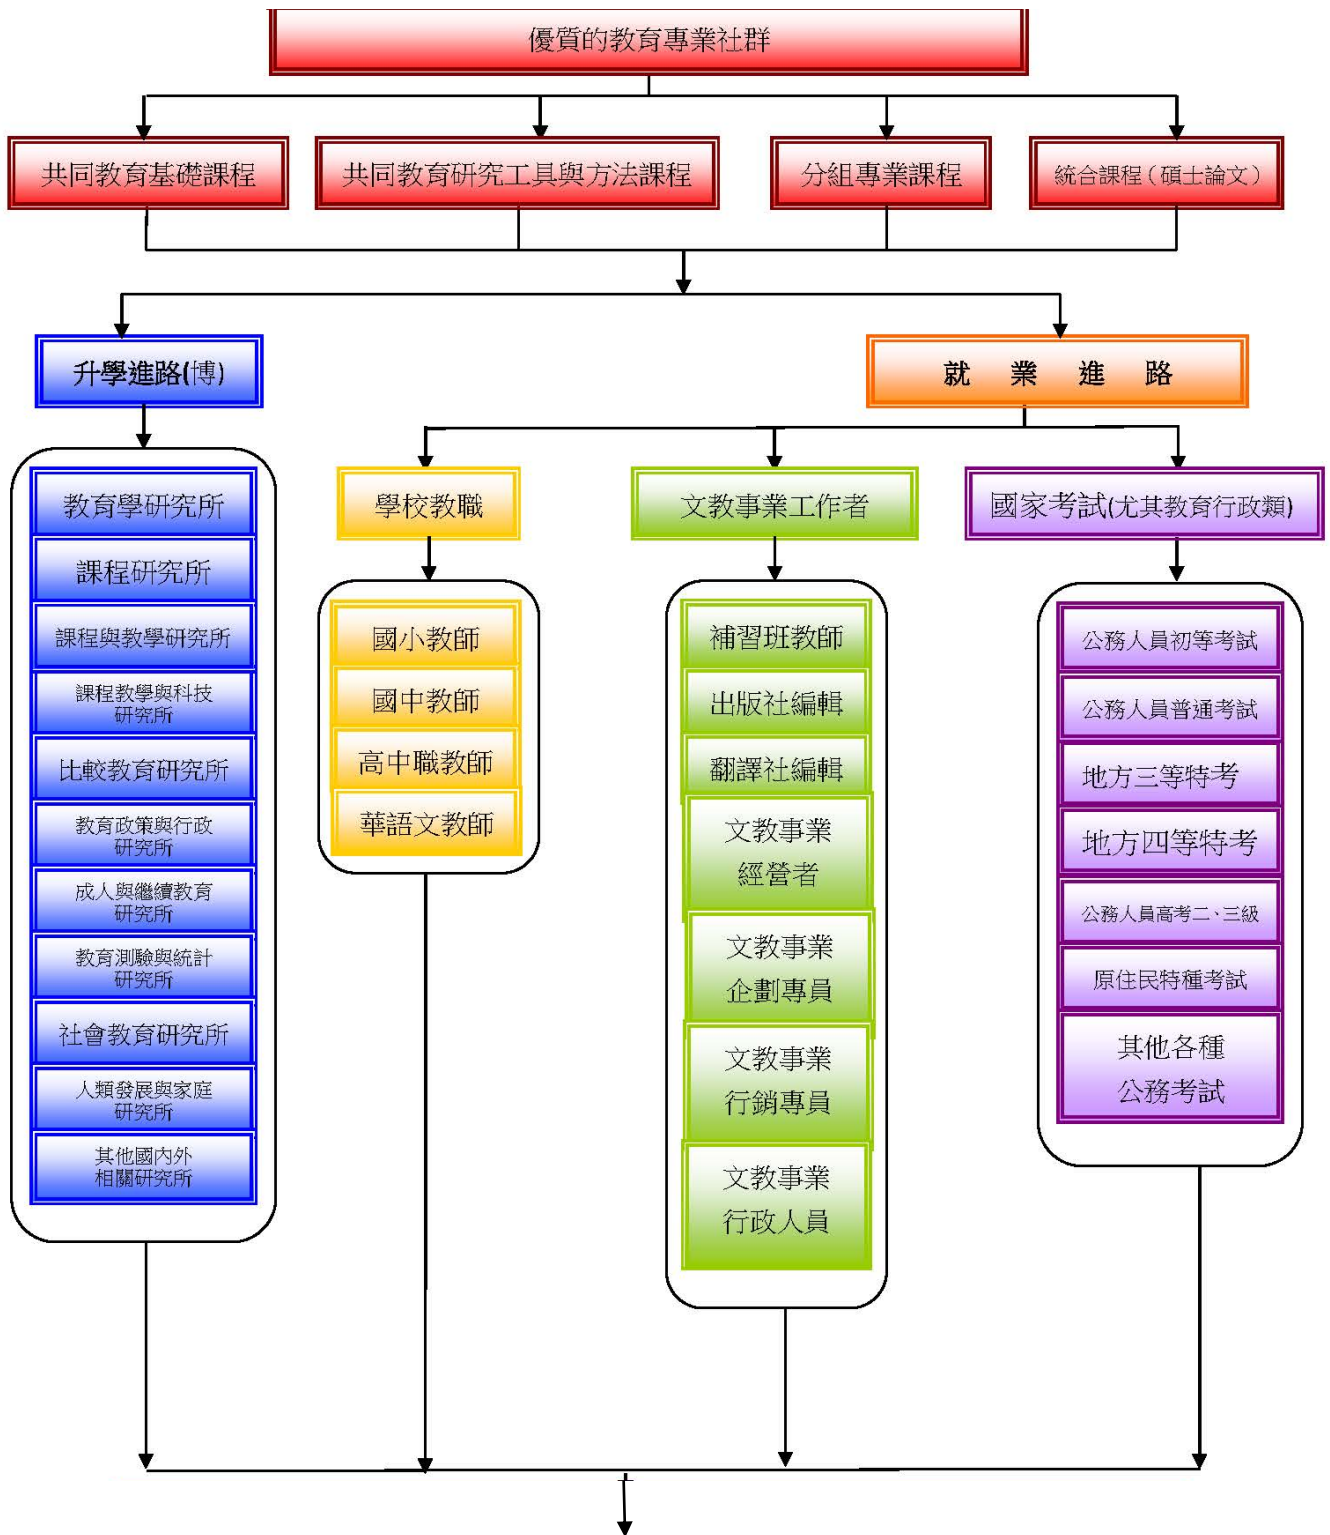 優質的教育專業社群
共同教育基礎課程
共同教育研究工具與方法課程
分組專業課程
統合課程（碩士論文）
升學進路(博)
就業進路
教育學研究所
課程研究所
課程與教學研究所
課程教學與科技
研究所
比較教育研究所
教育政策與行政
研究所
成人與繼續教育
研究所
教育測驗與統計
研究所
社會教育研究所
人類發展與家庭
研究所
其他國內外
相關研究所
學校教職
國小教師
國中教師
高中職教師
華語文教師
文教事業工作者
補習班教師
出版社編輯
翻譯社編輯
文教事業
經營者
文教事業
企劃專員
文教事業
行銷專員
文教事業
行政人員
國家考試(尤其教育行政類)
公務人員初等考試
公務人員普通考試
地方三等特考
地方四等特考
公務人員高考二、三級
原住民特種考試
其他各種
公務考試